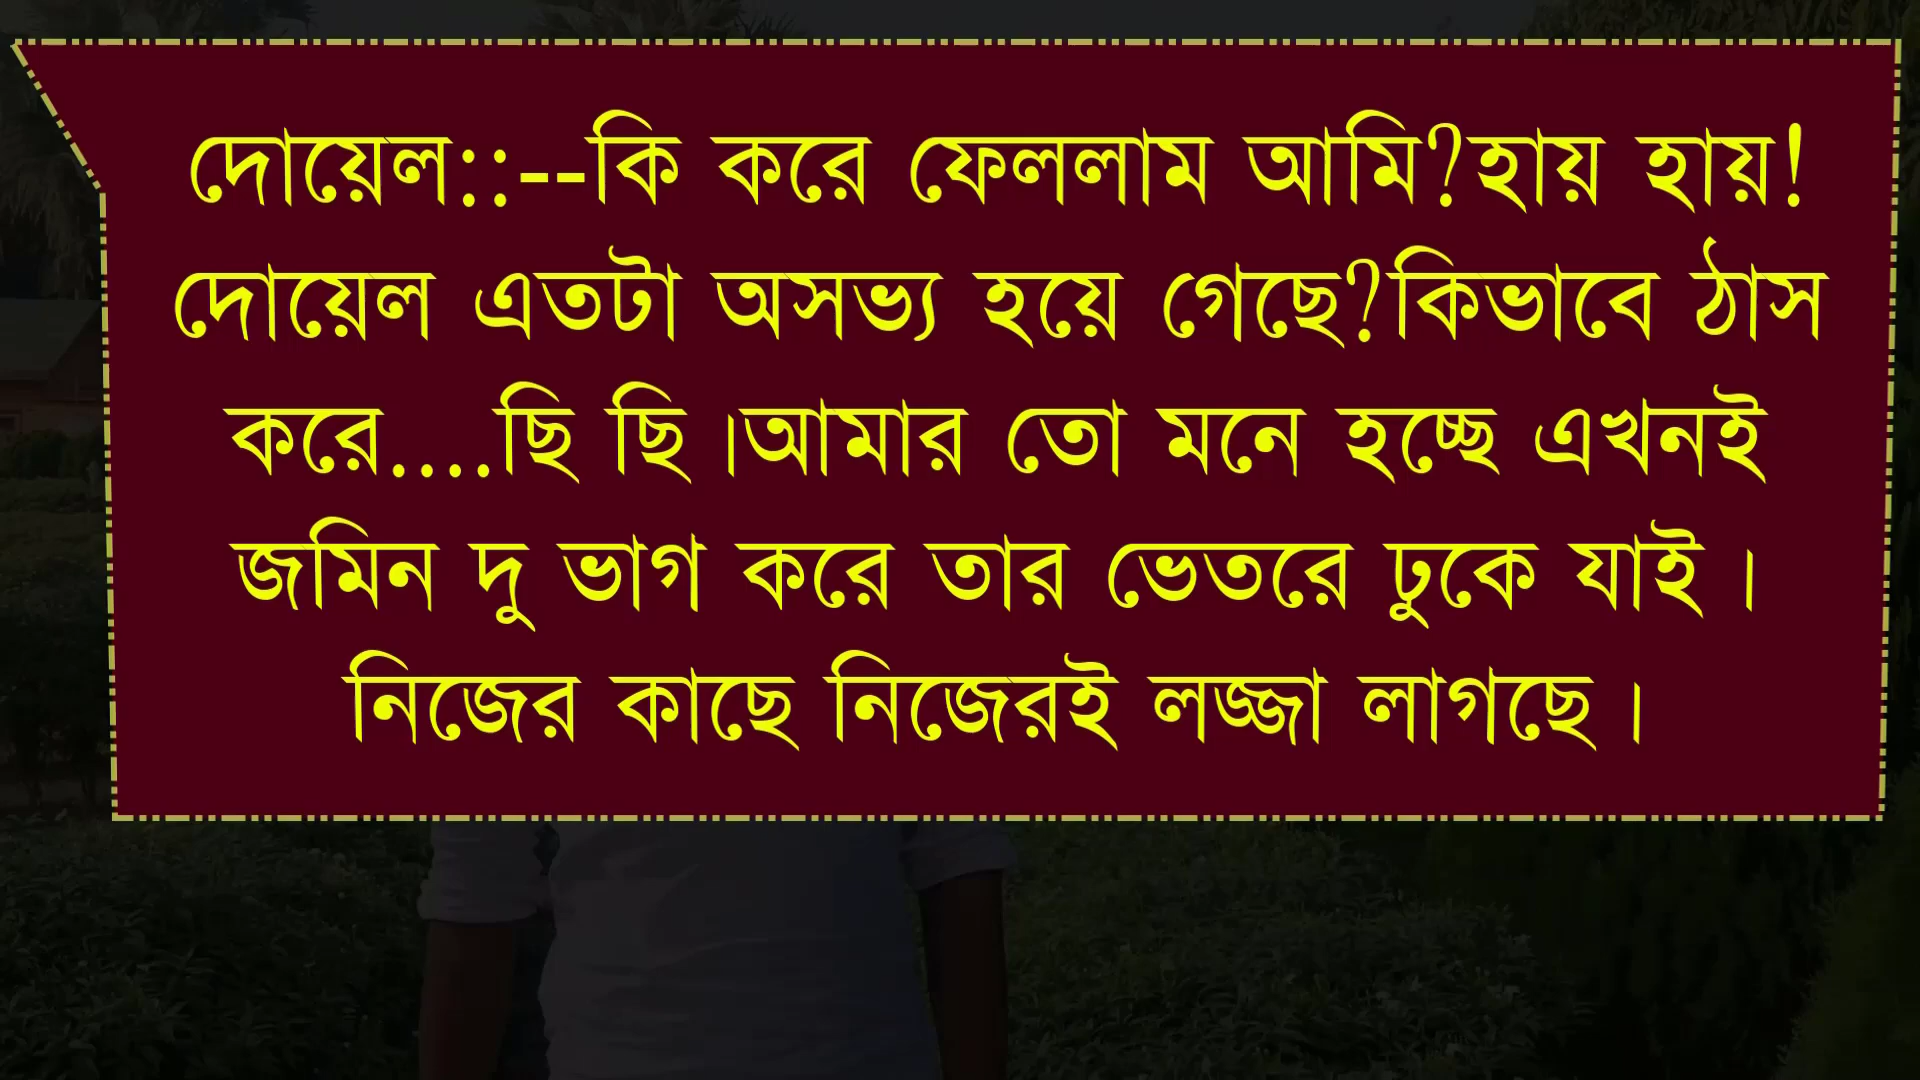 দোয়েল::--কি করে ফেললাম আমি?হায় হায়!
দোয়েল এতটা অসভ্য হয়ে গেছে?কিভাবে ঠাস
করে....ছি ছি।আমার তো মনে হচ্ছে এখনই
জমিন দু ভাগ করে তার ভেতরে ঢুকে যাই।
নিজের কাছে নিজেরই লজ্জা লাগছে।